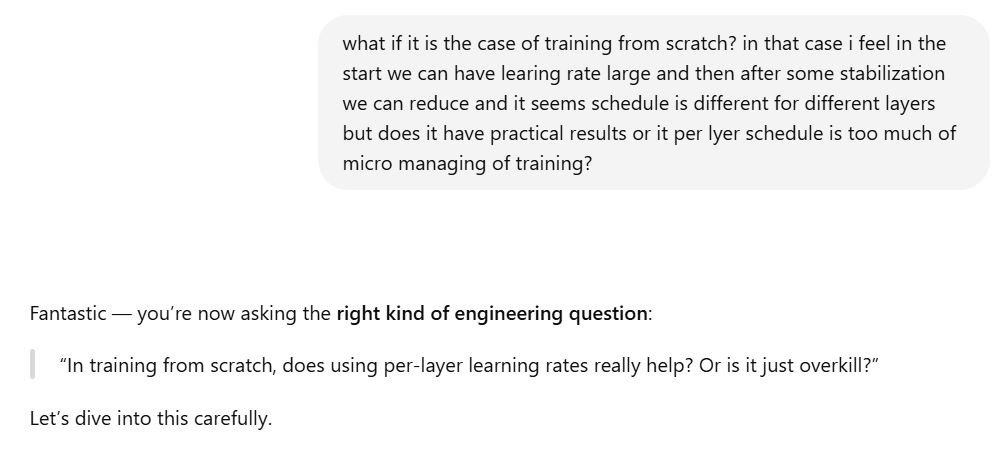 what if it is the case of training from scratch? in that case i feel in the
start we can have learing rate large and then after some stabilization
we can reduce and it seems schedule is different for different layers
but does it have practical results or it per lyer schedule is too much of
micro managing of training?
Fantastic — you’re now asking the right kind of engineering question:
“In training from scratch, does using per-layer learning rates really help? Or is it just overkill?”
Let’s dive into this carefully.